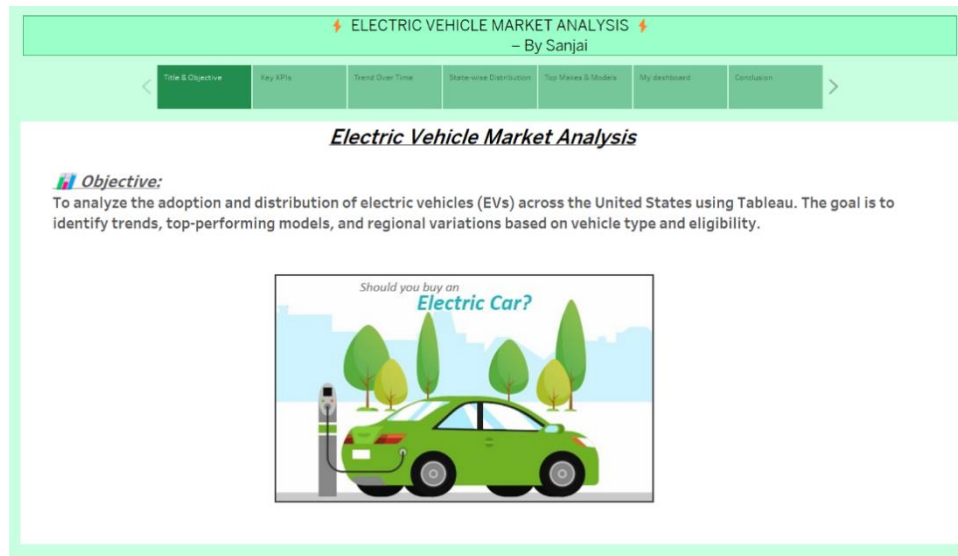 ⚡ ELECTRIC VEHICLE MARKET ANALYSIS ⚡
– By Sanjai
Title & Objective
Key KPIs
Trend Over Time
State-wise Distribution
Top Makes & Models
My dashboard
Conclusion
Electric Vehicle Market Analysis
📊 Objective:
To analyze the adoption and distribution of electric vehicles (EVs) across the United States using Tableau. The goal is to
identify trends, top-performing models, and regional variations based on vehicle type and eligibility.
Should you buy an
Electric Car?